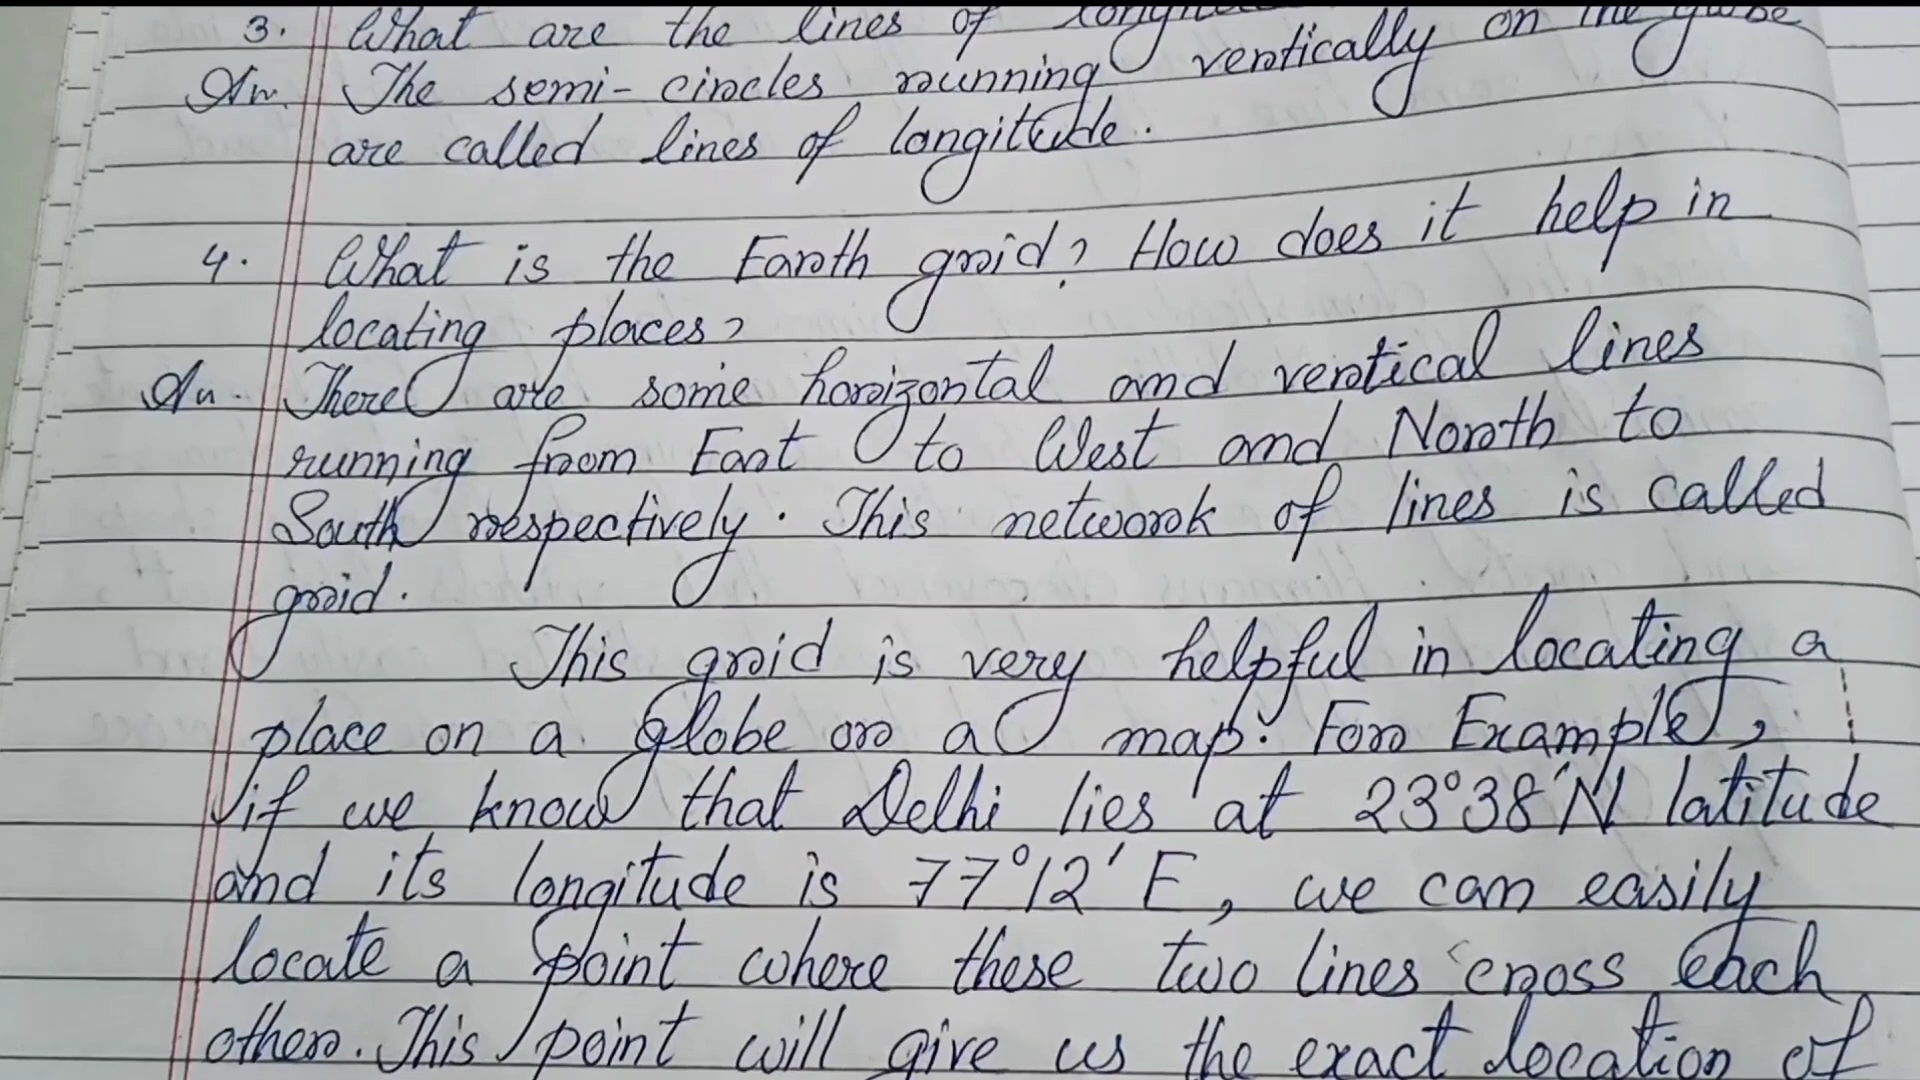 3. What are the lines of longitude on the globe
Ans. The semi-circles running vertically
are called lines of longitude.
4. What is the Earth grid? How does it help in
locating places?
An. There are some horizontal and vertical lines
running from East to West and North to
South respectively. This network of lines is called
grid.
This grid is very helpful in locating a
place on a globe or a map. For Example,
if we know that Delhi lies at 23°38'N latitude
and its longitude is 77°12'E, we can easily
locate a point where these two lines cross each
other. This point will give us the exact location of